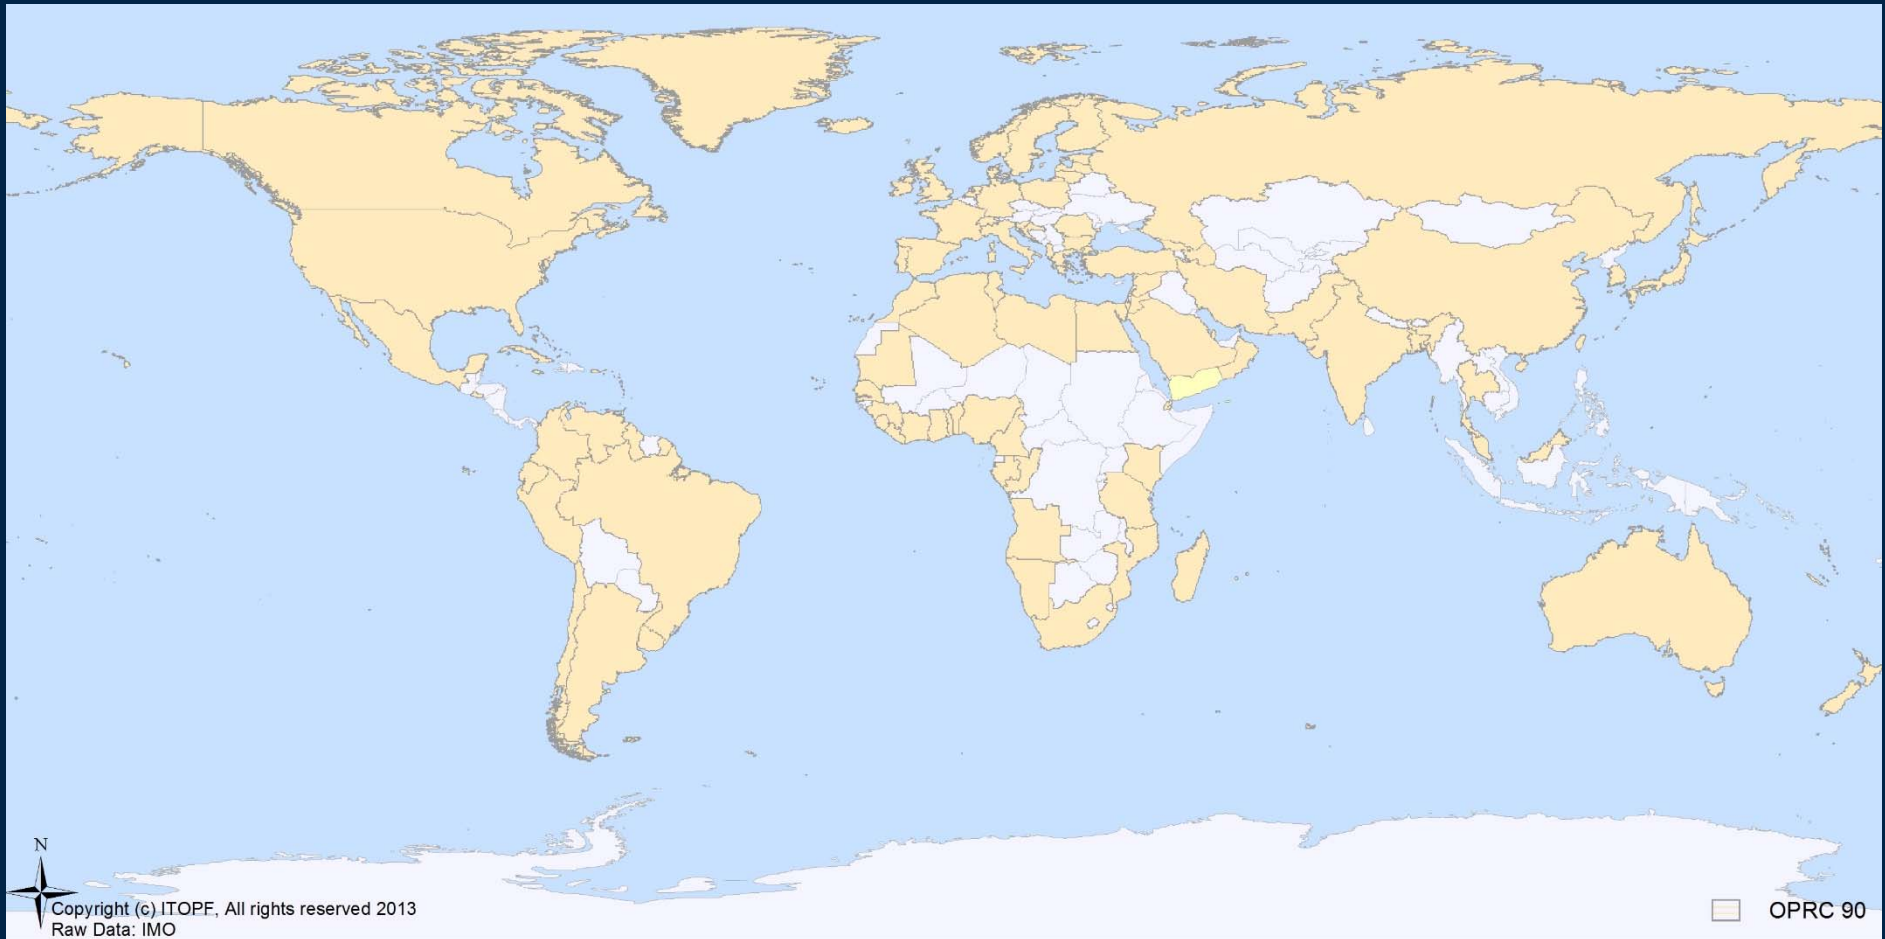 N
Copyright (c) ITOPF, All rights reserved 2013
Raw Data: IMO
OPRC 90